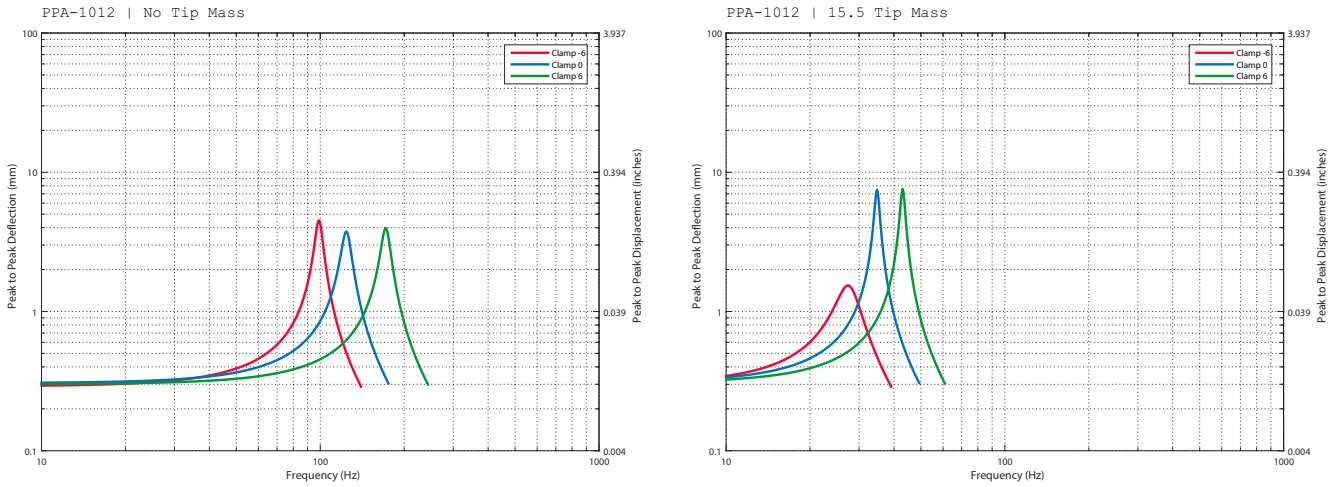 PPA-1012 | No Tip Mass
100
10
1
0.1
Peak to Peak Deflection (mm)
3.937
0.394
0.039
0.004
Peak to Peak Displacement (inches)
Clamp -6
Clamp 0
Clamp 6
10
100
1000
Frequency (Hz)
PPA-1012 | 15.5 Tip Mass
100
10
1
0.1
Peak to Peak Deflection (mm)
3.937
0.394
0.039
0.004
Peak to Peak Displacement (inches)
Clamp -6
Clamp 0
Clamp 6
10
100
1000
Frequency (Hz)